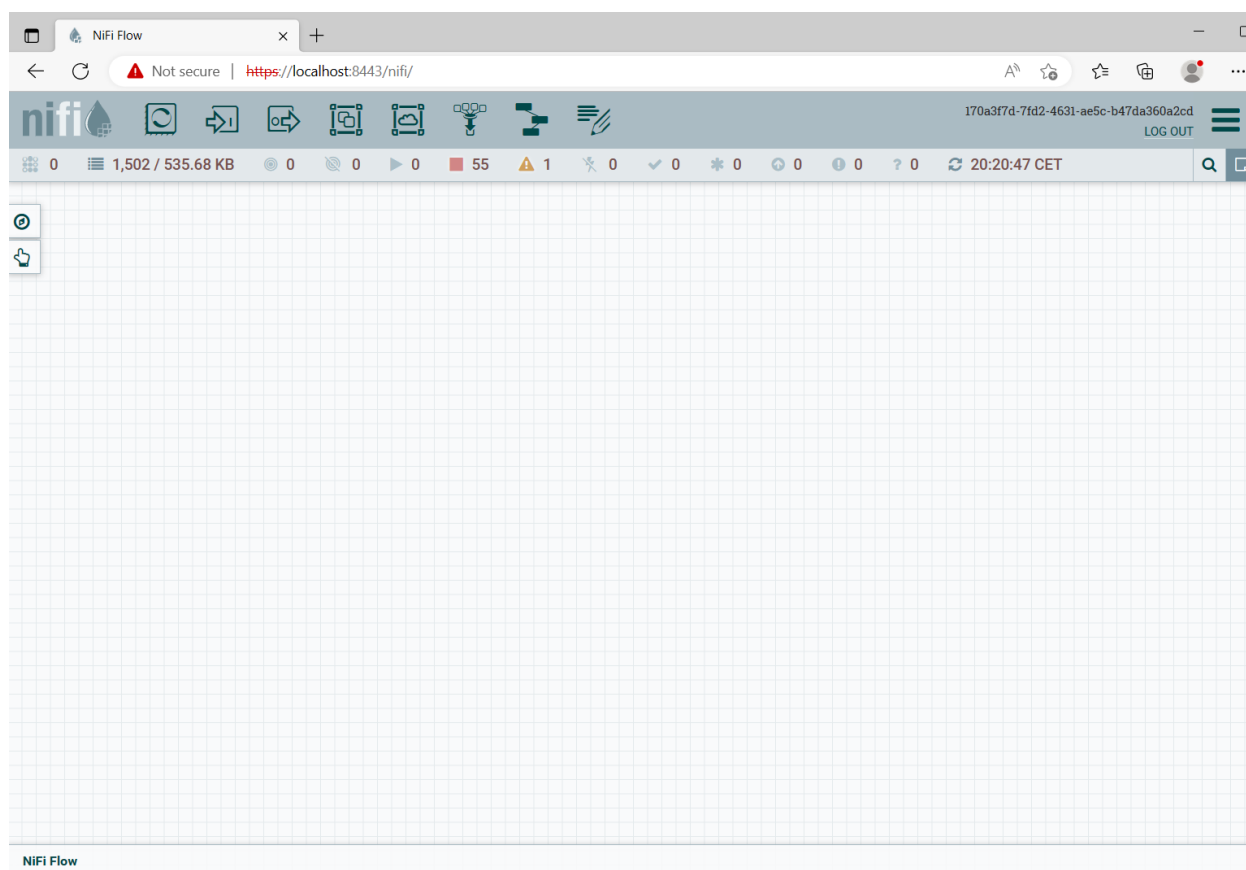 NiFi Flow
Not secure | https://localhost:8443/nifi/
nifi
170a3f7d-7fd2-4631-ae5c-b47da360a2cd
LOG OUT
0 1,502 / 535.68 KB 0 0 0 55 1 0 0 0 0 0 ? 0 20:20:47 CET
NiFi Flow